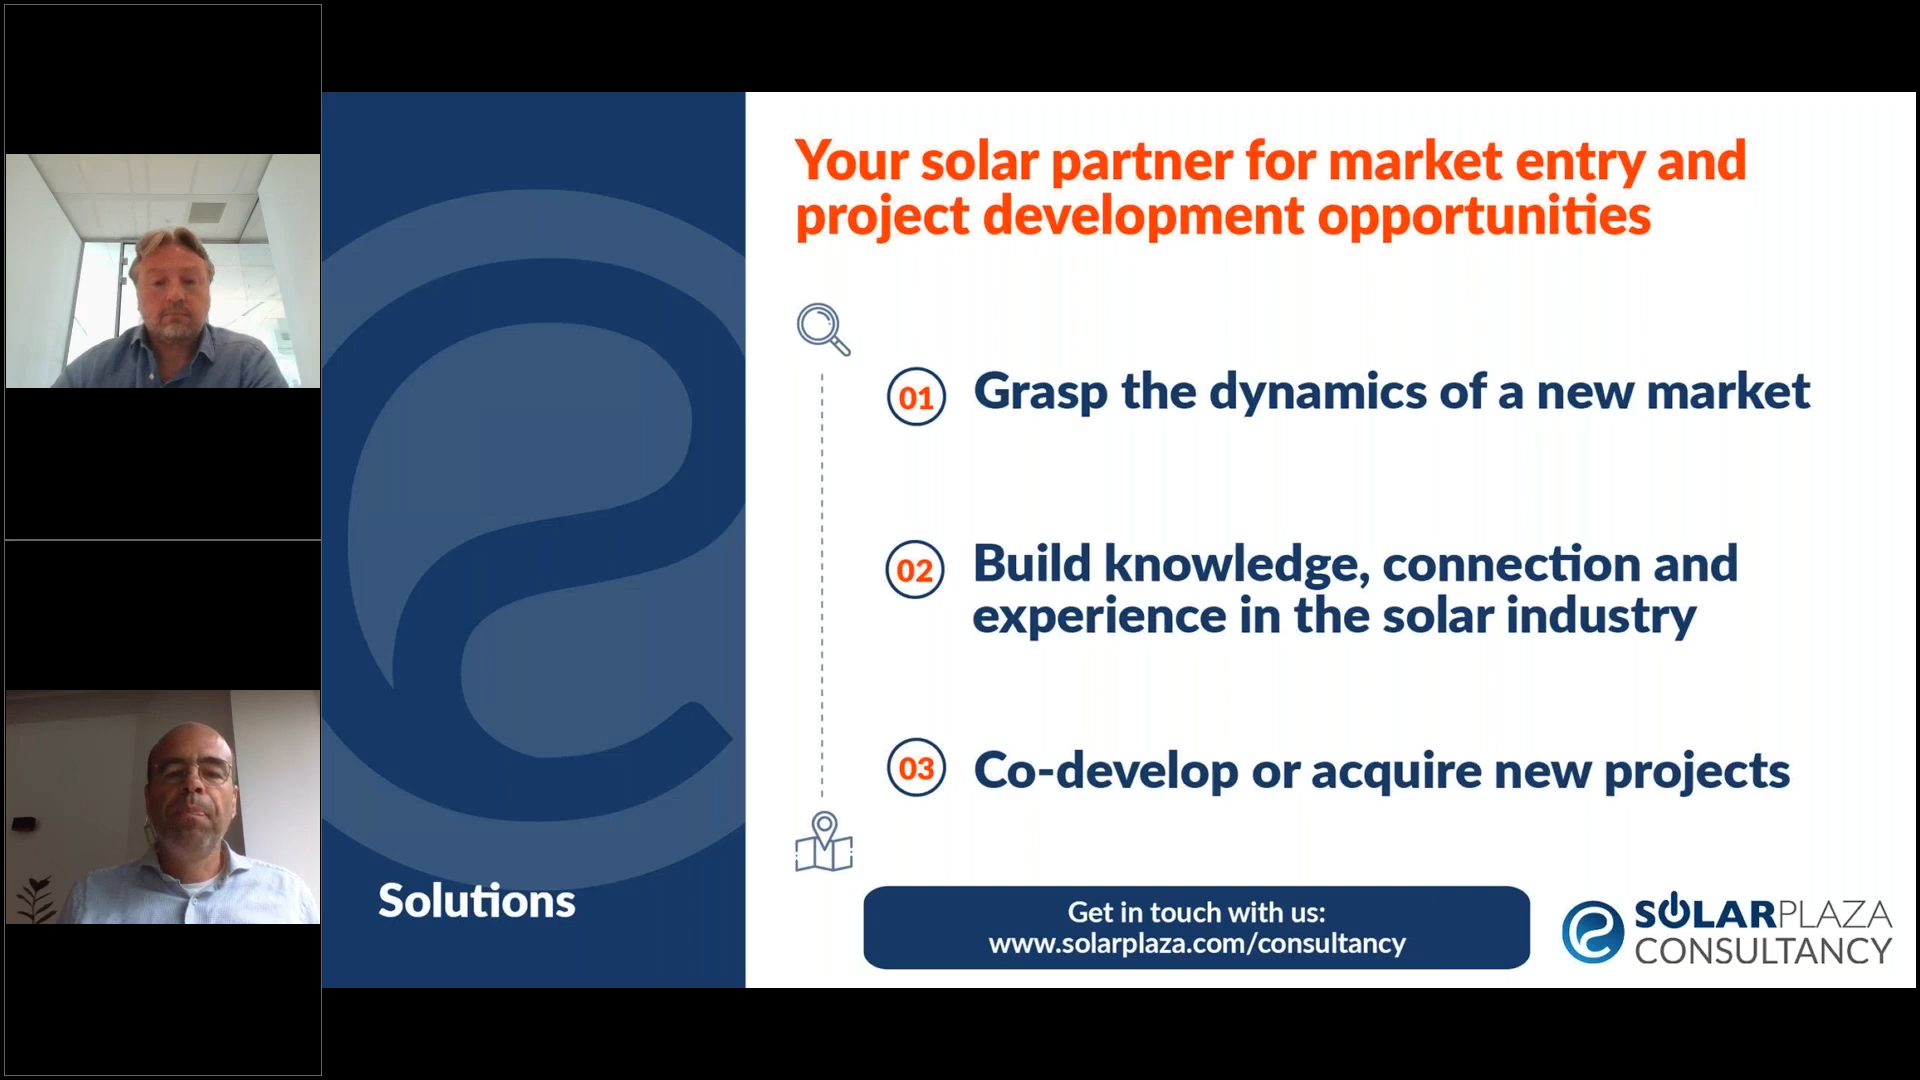 Your solar partner for market entry and
project development opportunities
01 Grasp the dynamics of a new market
02 Build knowledge, connection and
experience in the solar industry
03 Co-develop or acquire new projects
Solutions
Get in touch with us:
www.solarplaza.com/consultancy
SOLARPLAZA
CONSULTANCY